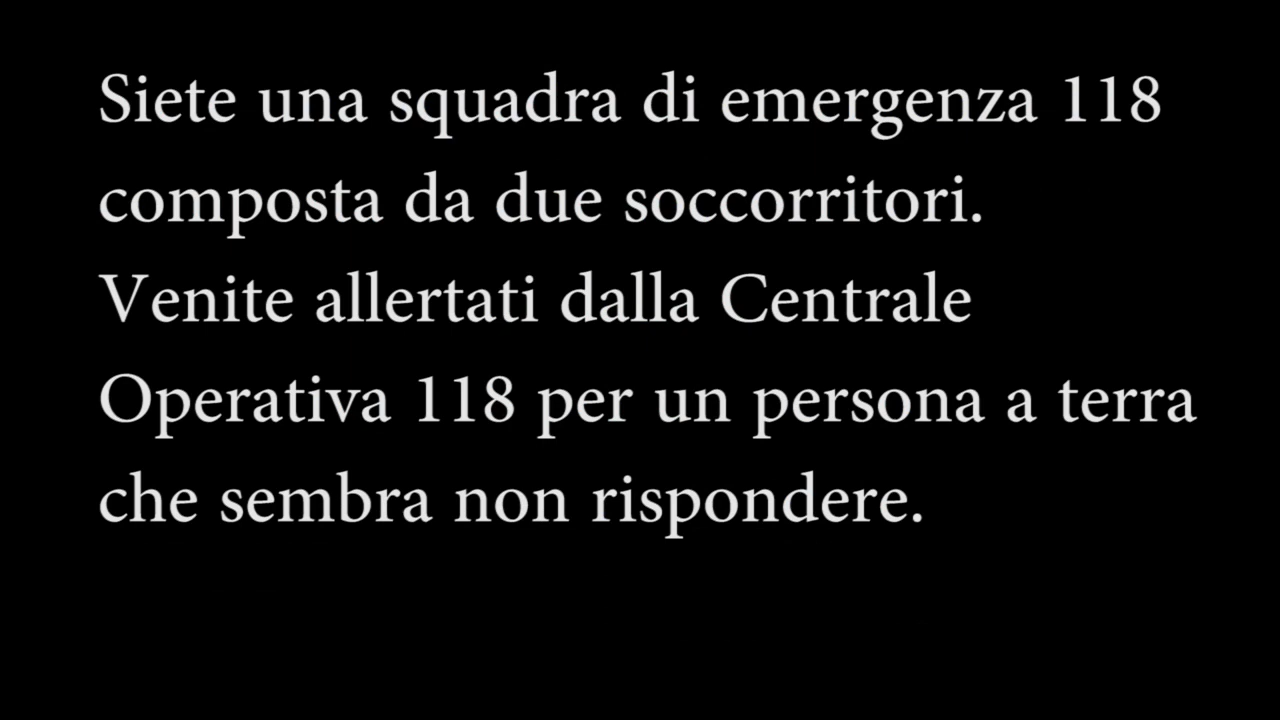 Siete una squadra di emergenza 118
composta da due soccorritori.
Venite allertati dalla Centrale
Operativa 118 per un persona a terra
che sembra non rispondere.